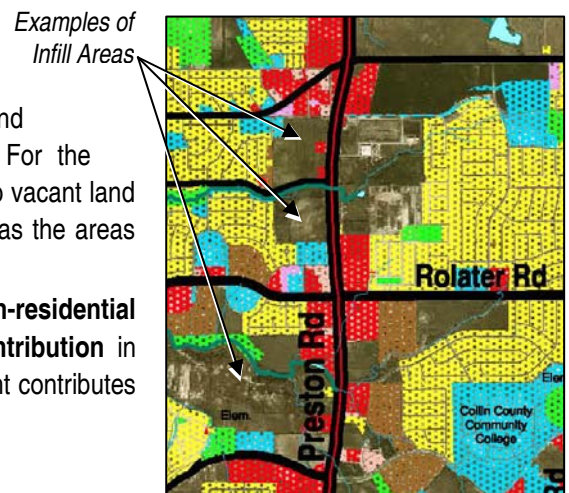 Examples of
Infill Areas
nd
For the
o vacant land
as the areas
n-residential
ntribution in
nt contributes
Rolater Rd
Preston Rd
Elem.
Elem
Collin County
Community
College
Rd